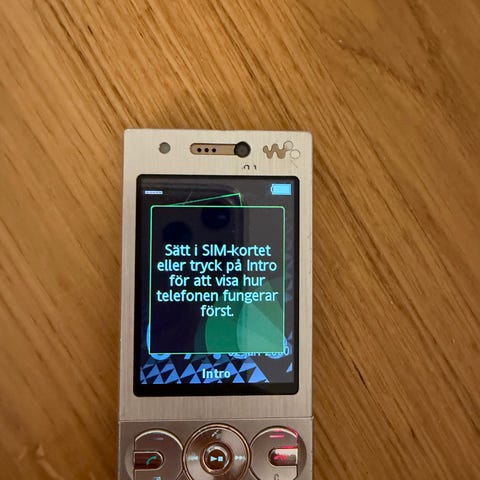 Sätt i SIM-kortet
eller tryck på Intro
för att visa hur
telefonen fungerar
först.
Intro